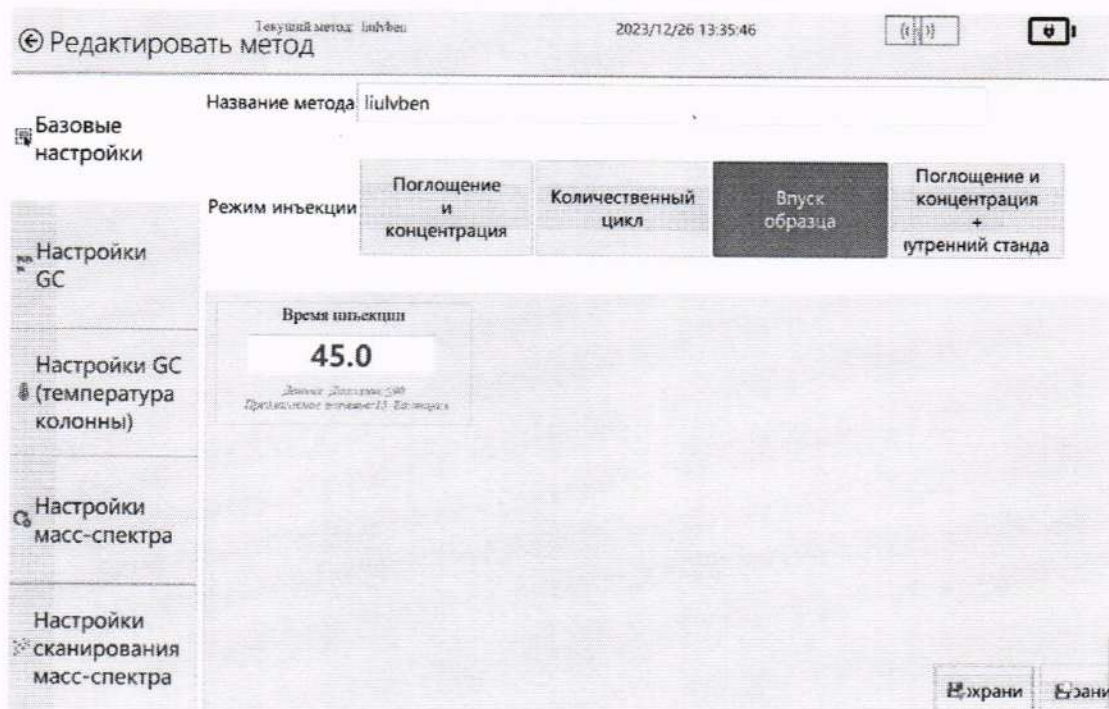 Текущий метод: liulvben
2023/12/26 13:35:46
Редактировать метод
Название метода liulvben
Базовые
настройки
Режим инъекции
Поглощение
и
концентрация
Количественный
цикл
Впуск
образца
Поглощение и
концентрация
+
утренний станда
Настройки
GC
Время инъекции
45.0
Настройки GC
(температура
колонны)
Настройки
масс-спектра
Настройки
сканирования
масс-спектра
охрани
рани